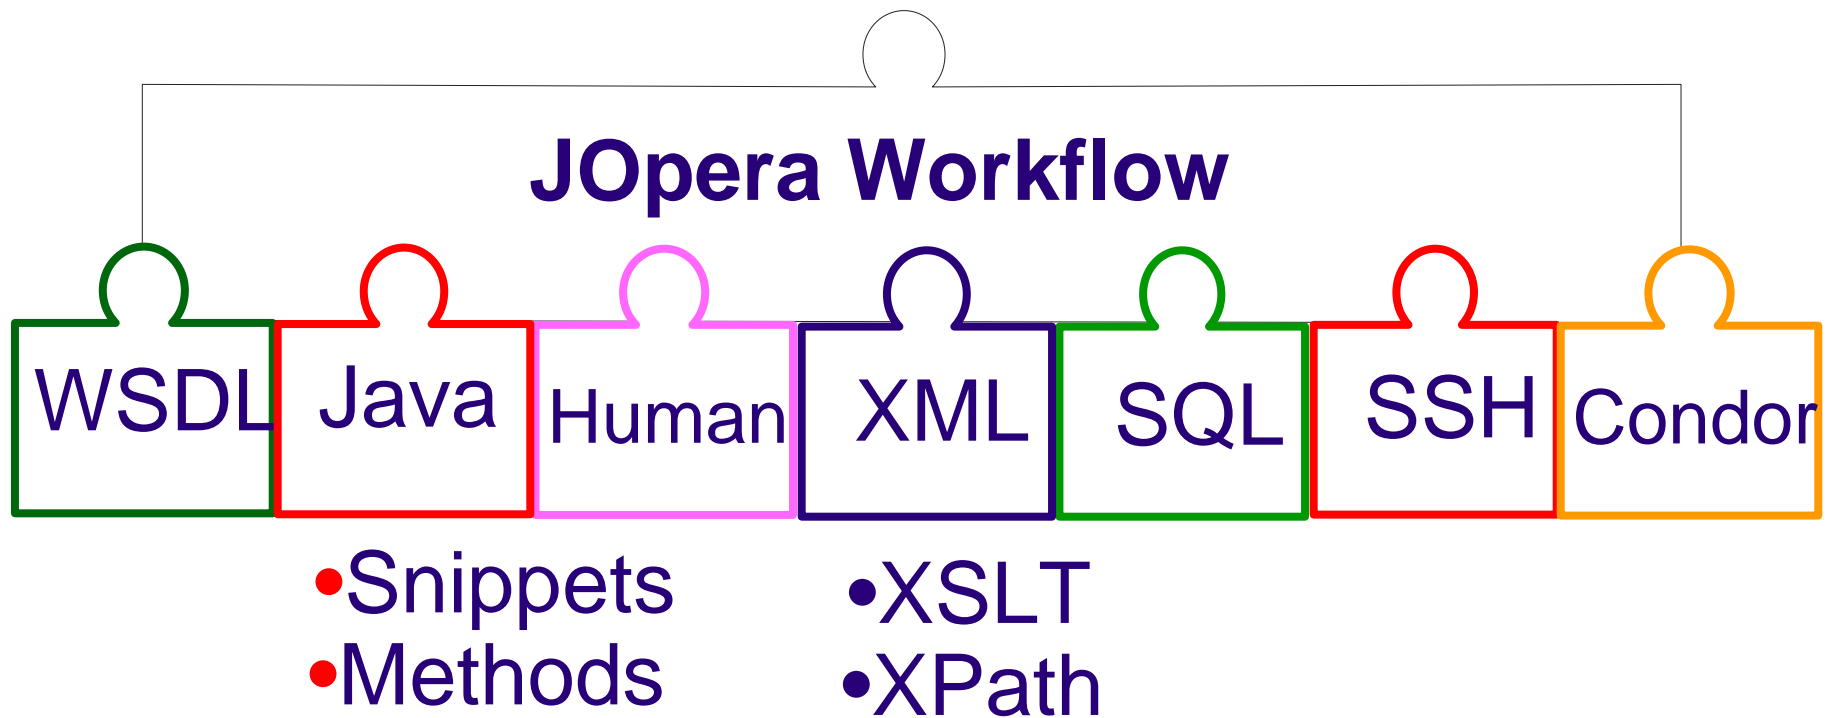 JOpera Workflow
WSDL
Java
Human
XML
SQL
SSH
Condor
•Snippets
•Methods
•XSLT
•XPath